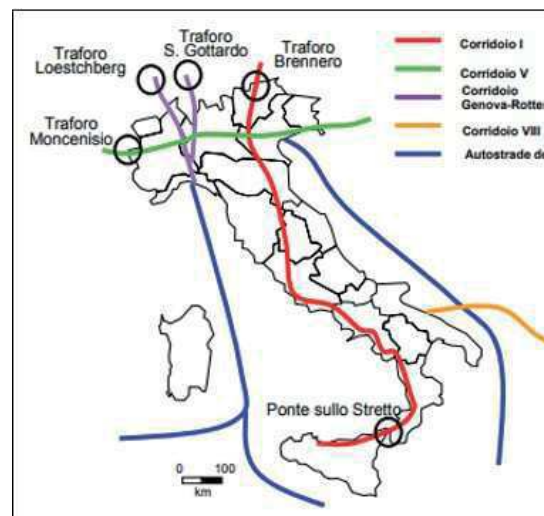 Traforo
Loestchberg
Traforo
S. Gottardo
Traforo
Brennero
Traforo
Moncenisio
Ponte sullo Stretto
0 100
km
Corridoio I
Corridoio V
Corridoio
Genova-Rotter
Corridoio VIII
Autostrade de